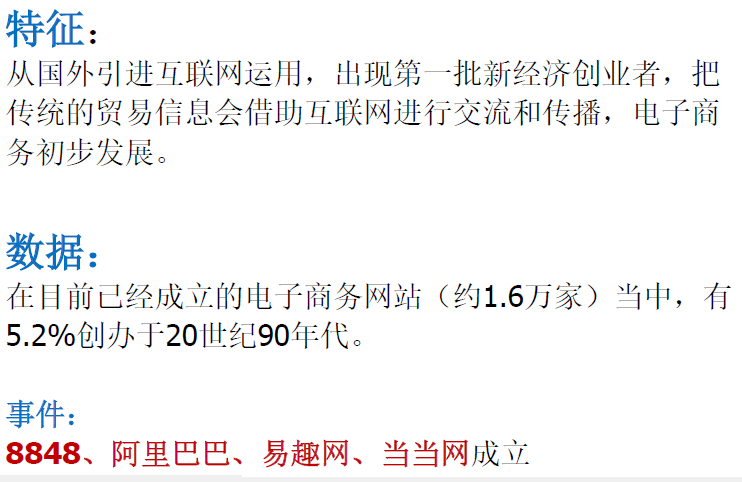 特征：
从国外引进互联网运用，出现第一批新经济创业者，把
传统的贸易信息会借助互联网进行交流和传播，电子商
务初步发展。
数据：
在目前已经成立的电子商务网站（约1.6万家）当中，有
5.2%创办于20世纪90年代。
事件：
8848、阿里巴巴、易趣网、当当网成立